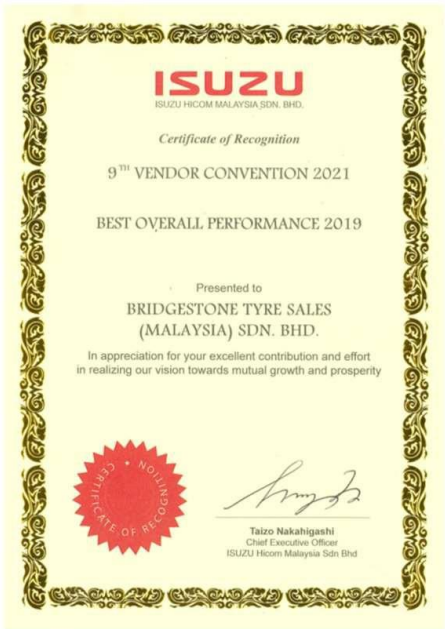 ISUZU
ISUZU HICOM MALAYSIA SDN. BHD.
Certificate of Recognition
9TH VENDOR CONVENTION 2021
BEST OVERALL PERFORMANCE 2019
Presented to
BRIDGESTONE TYRE SALES
(MALAYSIA) SDN. BHD.
In appreciation for your excellent contribution and effort
in realizing our vision towards mutual growth and prosperity
CERTIFICATE OF RECOGNITION
Taizo Nakahigashi
Chief Executive Officer
ISUZU Hicom Malaysia Sdn Bhd